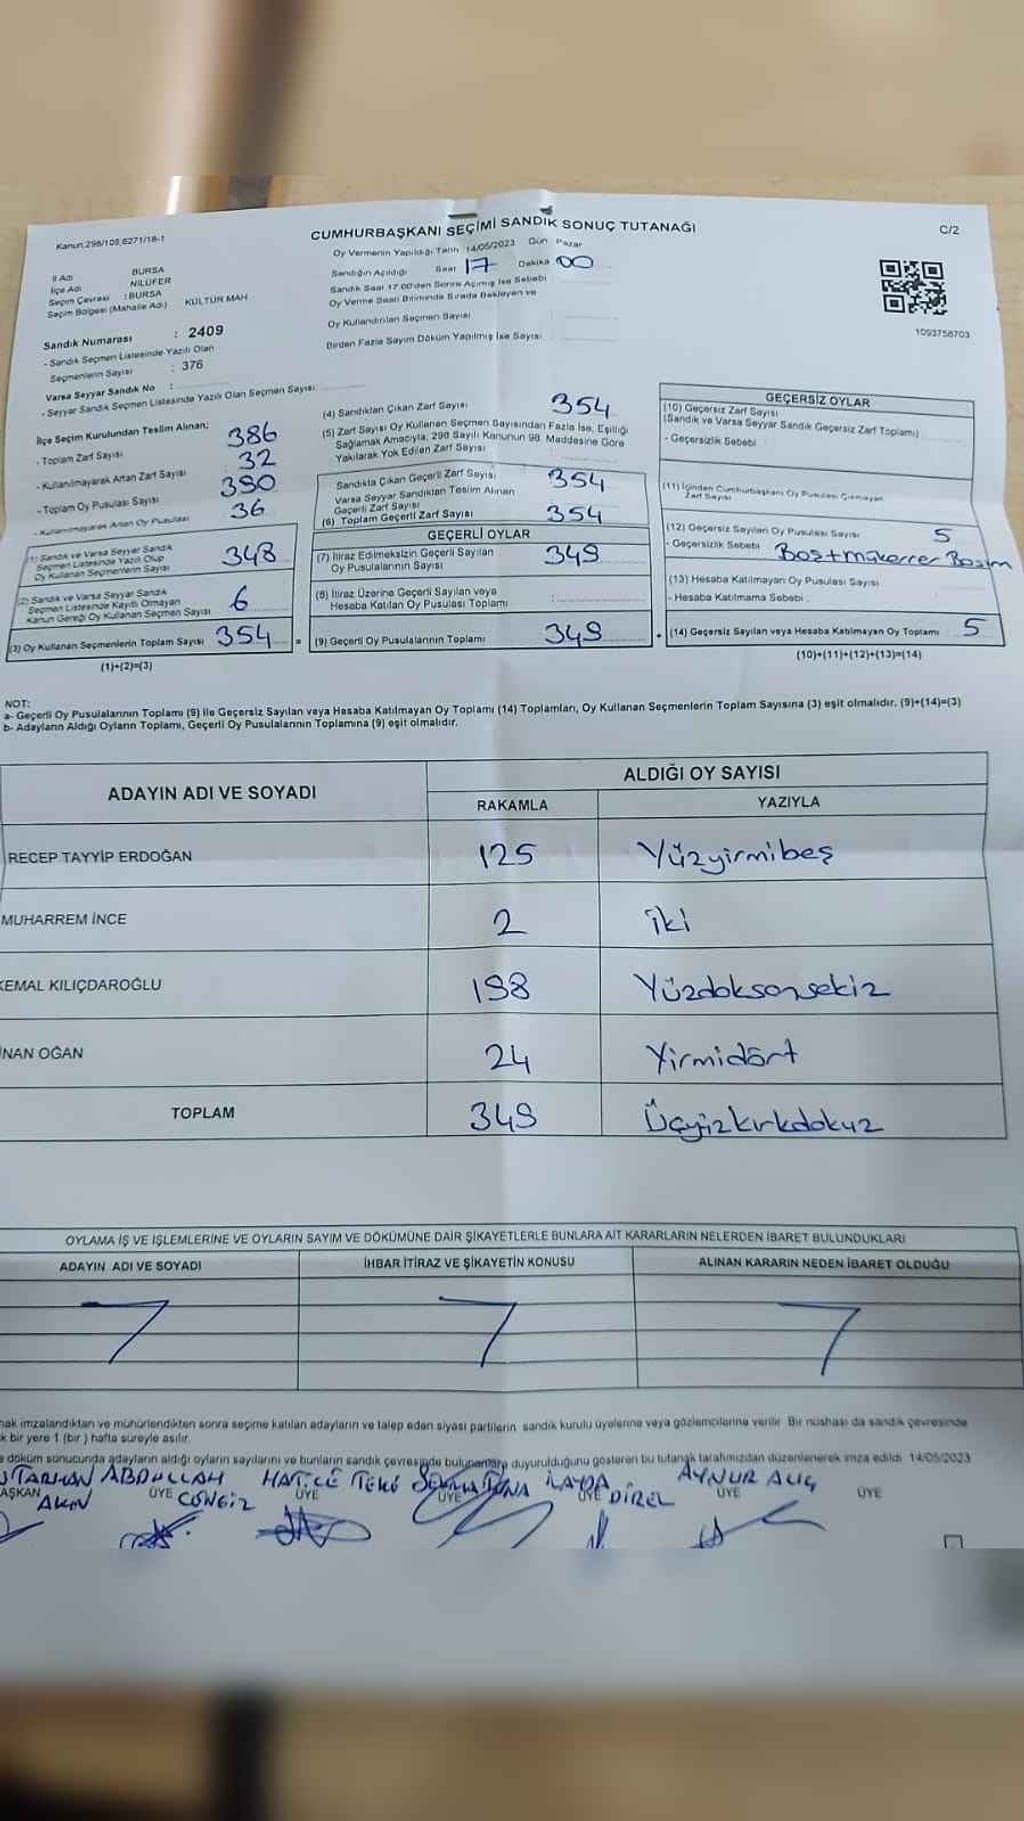 CUMHURBAŞKANI SEÇİMİ SANDIK SONUÇ TUTANAĞI
C/2
Kanun:298/105,6271/18-1
Oy Vermenin Yapıldığı Tarih 14/05/2023 Gün Pazar
Sandığın Açıldığı Saat 17 Dakika 00
Sandık Saat 17.00'den Sonra Açılmış İse Sebebi
Oy Verme Saati Bitiminde Sırada Bekleyen ve
Oy Kullandırılan Seçmen Sayısı
Birden Fazla Sayım Döküm Yapılmış İse Sayısı
1093758703
İl Adı BURSA
İlçe Adı NİLÜFER
Seçim Çevresi : BURSA
Seçim Bölgesi (Mahalle Adı) KÜLTÜR MAH
Sandık Numarası : 2409
- Sandık Seçmen Listesinde Yazılı Olan
Seçmenlerin Sayısı : 376
Varsa Seyyar Sandık No :
- Seyyar Sandık Seçmen Listesinde Yazılı Olan Seçmen Sayısı:
İlçe Seçim Kurulundan Teslim Alınan:
- Toplam Zarf Sayısı 386
- Kullanılmayarak Artan Zarf Sayısı 32
- Toplam Oy Pusulası Sayısı 390
- Kullanılmayarak Artan Oy Pusulası 36
(1) Sandık ve Varsa Seyyar Sandık
Seçmen Listesinde Yazılı Olup
Oy Kullanan Seçmenlerin Sayısı 348
(2) Sandık ve Varsa Seyyar Sandık
Seçmen Listesinde Kayıtlı Olmayan
Kanun Gereği Oy Kullanan Seçmen Sayısı 6
(3) Oy Kullanan Seçmenlerin Toplam Sayısı 354 =
(1)+(2)=(3)
(4) Sandıktan Çıkan Zarf Sayısı 354
(5) Zarf Sayısı Oy Kullanan Seçmen Sayısından Fazla İse, Eşitliği
Sağlamak Amacıyla, 298 Sayılı Kanunun 98. Maddesine Göre
Yakılarak Yok Edilen Zarf Sayısı
Sandıkta Çıkan Geçerli Zarf Sayısı 354
Varsa Seyyar Sandıktan Teslim Alınan
Geçerli Zarf Sayısı
(6) Toplam Geçerli Zarf Sayısı 354
GEÇERLİ OYLAR
(7) İtiraz Edilmeksizin Geçerli Sayılan
Oy Pusulalarının Sayısı 349
(8) İtiraz Üzerine Geçerli Sayılan veya
Hesaba Katılan Oy Pusulası Toplamı :
(9) Geçerli Oy Pusulalarının Toplamı 349 +
GEÇERSİZ OYLAR
(10) Geçersiz Zarf Sayısı
(Sandık ve Varsa Seyyar Sandık Geçersiz Zarf Toplamı)
- Geçersizlik Sebebi
(11) İçinden Cumhurbaşkanı Oy Pusulası Çıkmayan
Zarf Sayısı
(12) Geçersiz Sayılan Oy Pusulası Sayısı 5
- Geçersizlik Sebebi Boş+mükerrer Basım
(13) Hesaba Katılmayan Oy Pusulası Sayısı
- Hesaba Katılmama Sebebi :
(14) Geçersiz Sayılan veya Hesaba Katılmayan Oy Toplamı 5
(10)+(11)+(12)+(13)=(14)
NOT:
a- Geçerli Oy Pusulalarının Toplamı (9) ile Geçersiz Sayılan veya Hesaba Katılmayan Oy Toplamı (14) Toplamları, Oy Kullanan Seçmenlerin Toplam Sayısına (3) eşit olmalıdır. (9)+(14)=(3)
b- Adayların Aldığı Oyların Toplamı, Geçerli Oy Pusulalarının Toplamına (9) eşit olmalıdır.
ADAYIN ADI VE SOYADI
ALDIĞI OY SAYISI
RAKAMLA YAZIYLA
RECEP TAYYİP ERDOĞAN 125 Yüzyirmibeş
MUHARREM İNCE 2 iki
KEMAL KILIÇDAROĞLU 198 Yüzdoksansekiz
İNAN OĞAN 24 Yirmidört
TOPLAM 349 Üçyüzkırkdokuz
OYLAMA İŞ VE İŞLEMLERİNE VE OYLARIN SAYIM VE DÖKÜMÜNE DAİR ŞİKAYETLERLE BUNLARA AİT KARARLARIN NELERDEN İBARET BULUNDUKLARI
ADAYIN ADI VE SOYADI İHBAR İTİRAZ VE ŞİKAYETİN KONUSU ALINAN KARARIN NEDEN İBARET OLDUĞU
imzalandıktan ve mühürlendikten sonra seçime katılan adayların ve talep eden siyasi partilerin sandık kurulu üyelerine veya gözlemcilerine verilir. Bir nüshası da sandık çevresinde
k bir yere 1 (bir) hafta süreyle asılır.
döküm sonucunda adayların aldığı oyların sayılarını ve bunların sandık çevresinde bulunanlara duyurulduğunu gösteren bu tutanak tarafımızdan düzenlenerek imza edildi. 14/05/2023
TARHAN ABDULLAH HATİCE TEKE SEMA TUNA İLAYDA AYNUR ALIÇ
AŞKAN AKIN ÜYE CENGİZ ÜYE ÜYE ÜYE DİREL ÜYE ÜYE